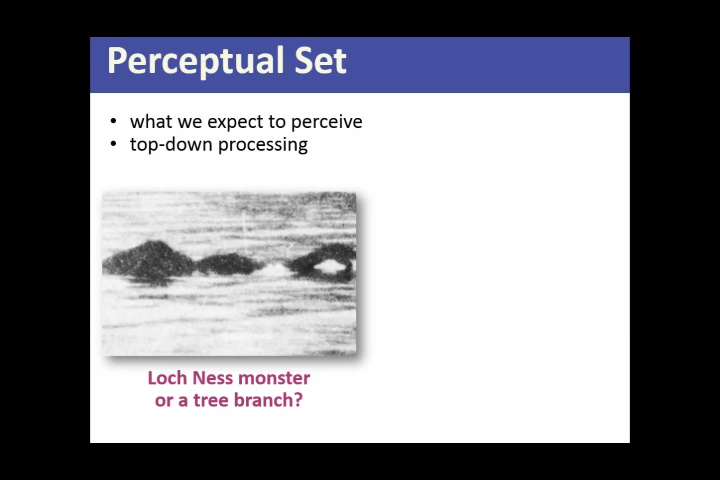 Perceptual Set
• what we expect to perceive
• top-down processing
Loch Ness monster
or a tree branch?